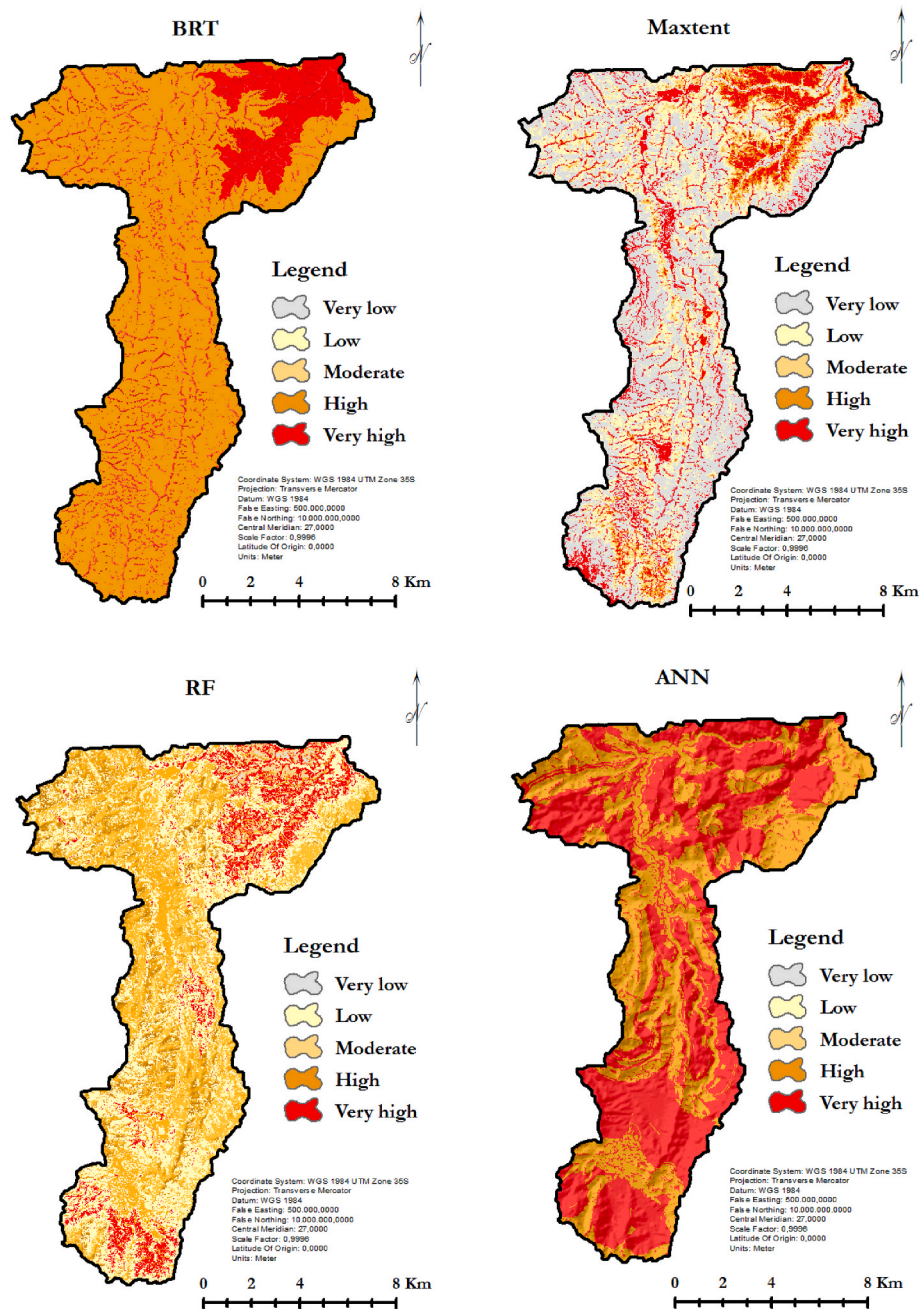 BRT
N
Legend
Very low
Low
Moderate
High
Very high
Coordinate System: WGS 1984 UTM Zone 35S
Projection: Transverse Mercator
Datum: WGS 1984
False Easting: 500.000,0000
False Northing: 10.000.000,0000
Central Meridian: 27,0000
Scale Factor: 0,9996
Latitude Of Origin: 0,0000
Units: Meter
0 2 4 8 Km
Maxtent
N
Legend
Very low
Low
Moderate
High
Very high
Coordinate System: WGS 1984 UTM Zone 35S
Projection: Transverse Mercator
Datum: WGS 1984
False Easting: 500.000,0000
False Northing: 10.000.000,0000
Central Meridian: 27,0000
Scale Factor: 0,9996
Latitude Of Origin: 0,0000
Units: Meter
0 2 4 8 Km
RF
N
Legend
Very low
Low
Moderate
High
Very high
Coordinate System: WGS 1984 UTM Zone 35S
Projection: Transverse Mercator
Datum: WGS 1984
False Easting: 500.000,0000
False Northing: 10.000.000,0000
Central Meridian: 27,0000
Scale Factor: 0,9996
Latitude Of Origin: 0,0000
Units: Meter
0 2 4 8 Km
ANN
N
Legend
Very low
Low
Moderate
High
Very high
Coordinate System: WGS 1984 UTM Zone 35S
Projection: Transverse Mercator
Datum: WGS 1984
False Easting: 500.000,0000
False Northing: 10.000.000,0000
Central Meridian: 27,0000
Scale Factor: 0,9996
Latitude Of Origin: 0,0000
Units: Meter
0 2 4 8 Km